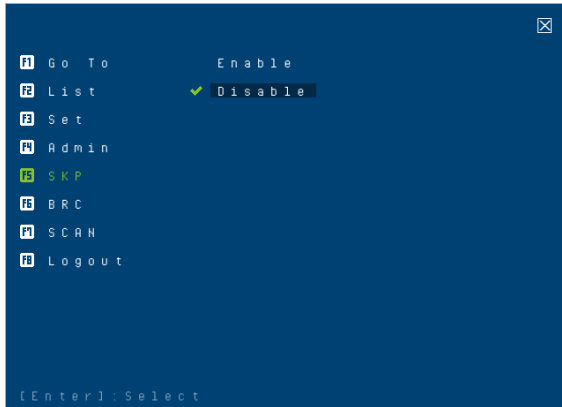 F1 Go To Enable
F2 List Disable
F3 Set
F4 Admin
F5 SKP
F6 BRC
F7 SCAN
F8 Logout
[Enter]:Select